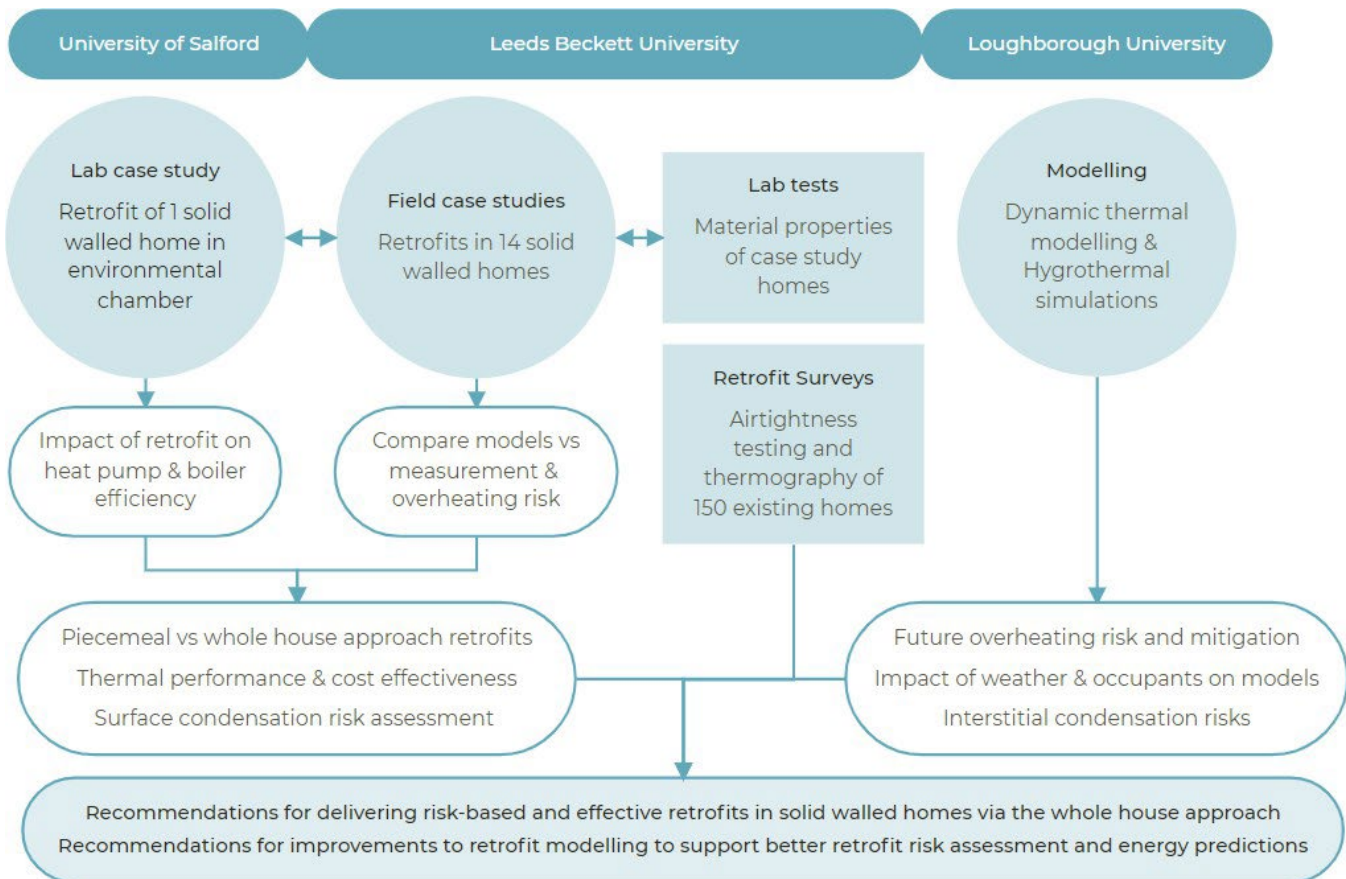 University of Salford
Leeds Beckett University
Loughborough University
Lab case study
Retrofit of 1 solid
walled home in
environmental
chamber
Field case studies
Retrofits in 14 solid
walled homes
Lab tests
Material properties
of case study
homes
Modelling
Dynamic thermal
modelling &
Hygrothermal
simulations
Retrofit Surveys
Airtightness
testing and
thermography of
150 existing homes
Impact of retrofit on
heat pump & boiler
efficiency
Compare models vs
measurement &
overheating risk
Piecemeal vs whole house approach retrofits
Thermal performance & cost effectiveness
Surface condensation risk assessment
Future overheating risk and mitigation
Impact of weather & occupants on models
Interstitial condensation risks
Recommendations for delivering risk-based and effective retrofits in solid walled homes via the whole house approach
Recommendations for improvements to retrofit modelling to support better retrofit risk assessment and energy predictions